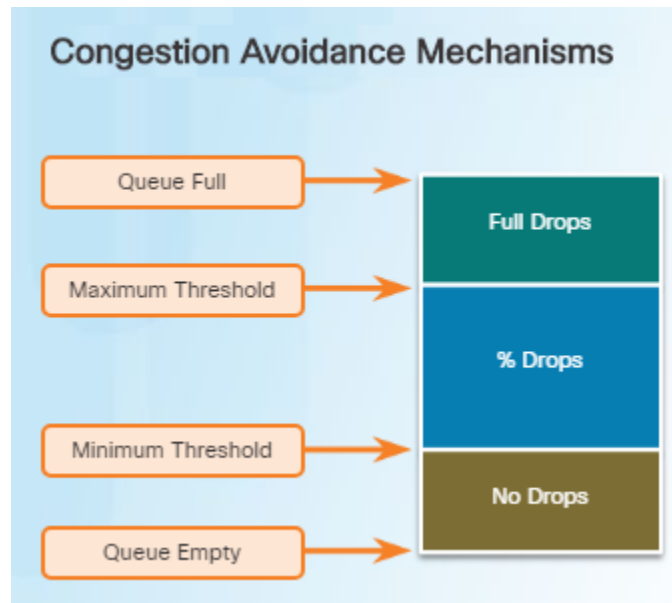 Congestion Avoidance Mechanisms
Queue Full
Full Drops
Maximum Threshold
% Drops
Minimum Threshold
No Drops
Queue Empty